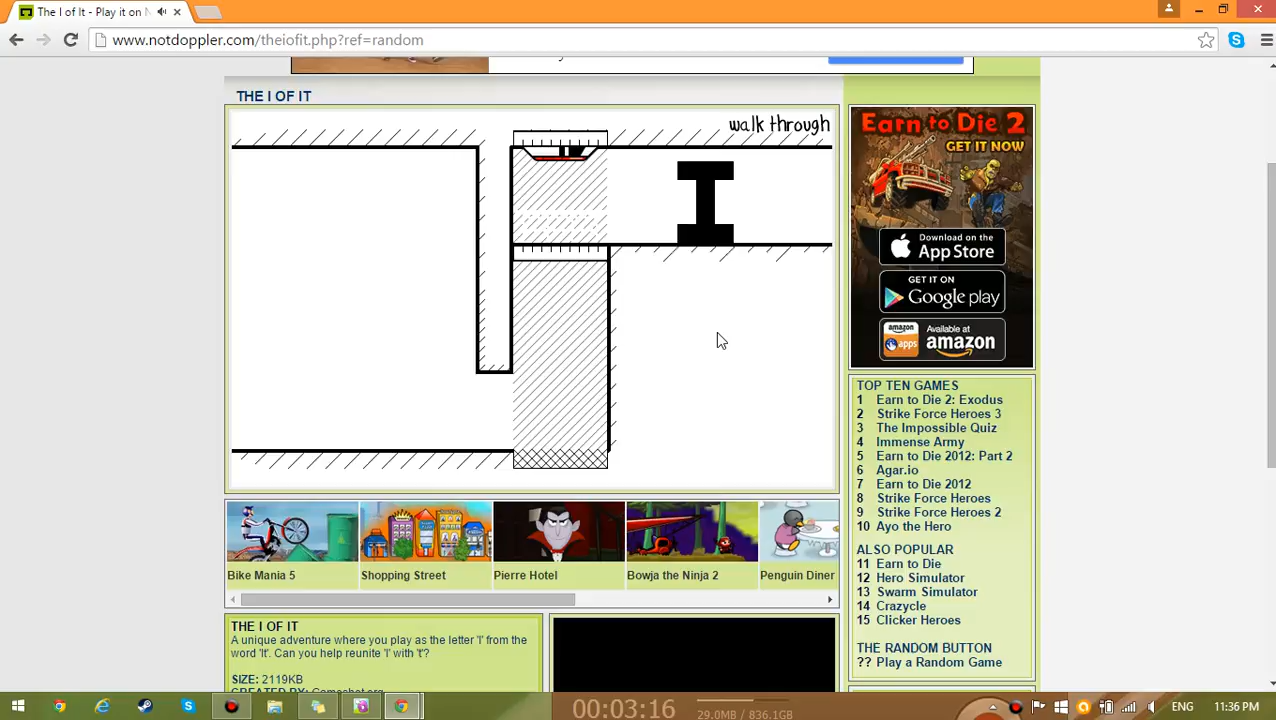 The I of It - Play it on N
www.notdoppler.com/theiofit.php?ref=random
THE I OF IT
walk through
I
Earn to Die 2
GET IT NOW
Download on the
App Store
GET IT ON
Google play
amazon
apps
Available at
amazon
TOP TEN GAMES
1 Earn to Die 2: Exodus
2 Strike Force Heroes 3
3 The Impossible Quiz
4 Immense Army
5 Earn to Die 2012: Part 2
6 Agar.io
7 Earn to Die 2012
8 Strike Force Heroes
9 Strike Force Heroes 2
10 Ayo the Hero
ALSO POPULAR
11 Earn to Die
12 Hero Simulator
13 Swarm Simulator
14 Crazycle
15 Clicker Heroes
THE RANDOM BUTTON
?? Play a Random Game
Bike Mania 5
Shopping Street
Pierre Hotel
Bowja the Ninja 2
Penguin Diner
THE I OF IT
A unique adventure where you play as the letter 'I' from the
word 'It'. Can you help reunite 'I' with 't'?
SIZE: 2119KB
CREATED BY: Gameshot.org
00:03:16
29.0MB / 836.1GB
ENG
11:36 PM